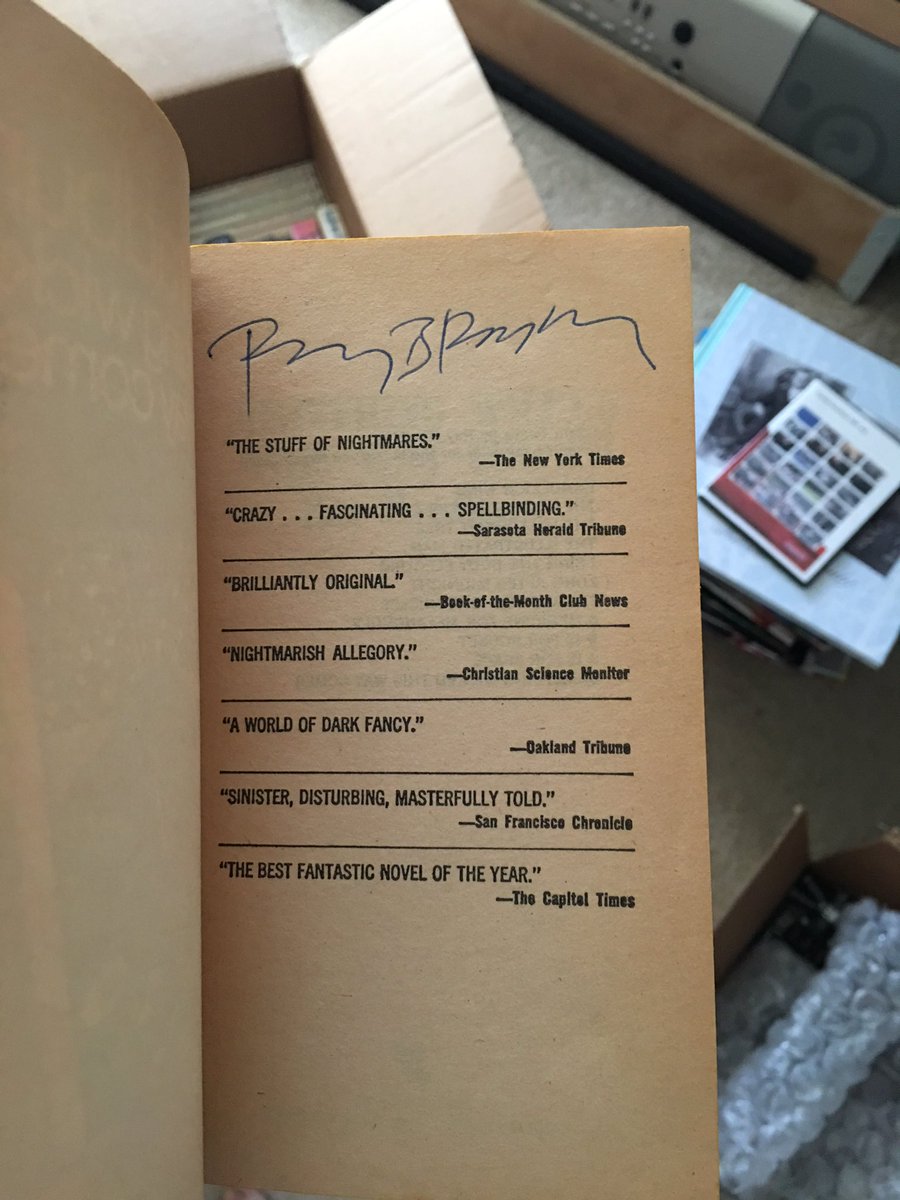 Ray Bradbury
“THE STUFF OF NIGHTMARES.”
—The New York Times
“CRAZY . . . FASCINATING . . . SPELLBINDING.”
—Sarasota Herald Tribune
“BRILLIANTLY ORIGINAL.”
—Book-of-the-Month Club News
“NIGHTMARISH ALLEGORY.”
—Christian Science Monitor
“A WORLD OF DARK FANCY.”
—Oakland Tribune
“SINISTER, DISTURBING, MASTERFULLY TOLD.”
—San Francisco Chronicle
“THE BEST FANTASTIC NOVEL OF THE YEAR.”
—The Capitol Times